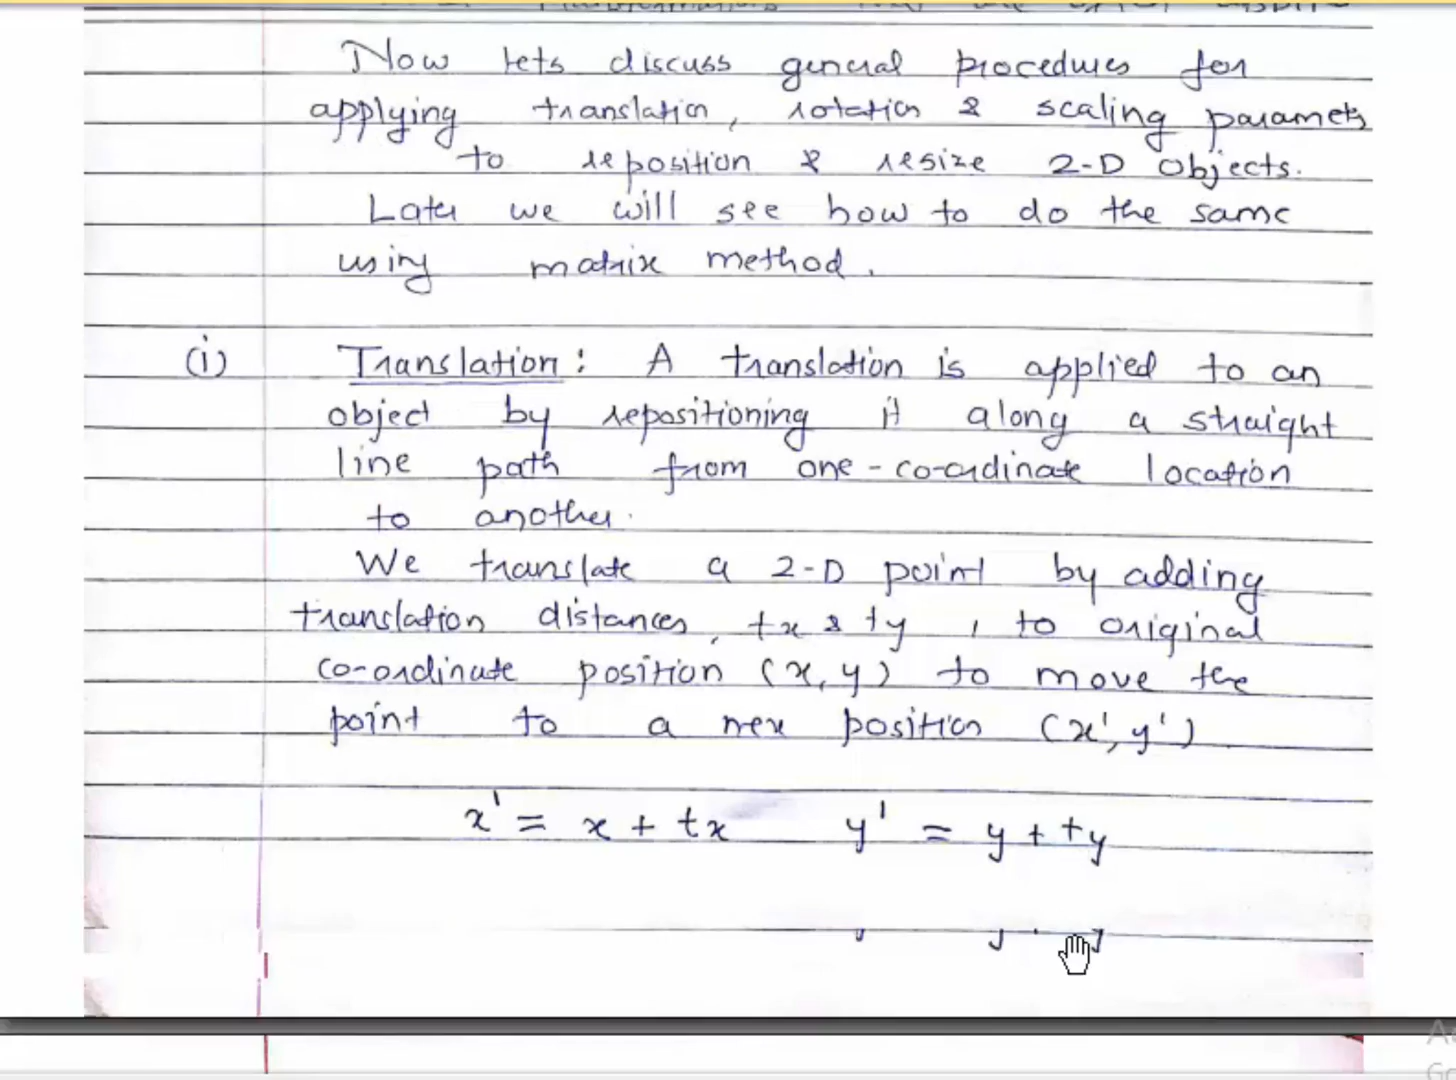 Now lets discuss general procedures for
applying translation, rotation & scaling paramets
to reposition & resize 2-D objects.
Later we will see how to do the same
using matrix method.
(i) Translation: A translation is applied to an
object by repositioning it along a straight
line path from one-co-ordinate location
to another.
We translate a 2-D point by adding
translation distances, tx & ty, to original
co-ordinate position (x, y) to move the
point to a new position (x', y')
x' = x + tx y' = y + ty